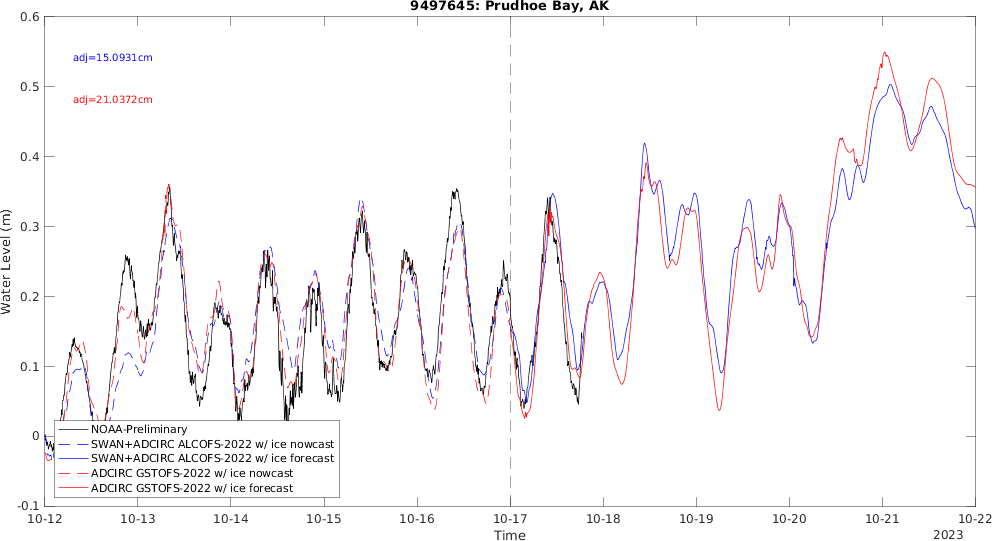 9497645: Prudhoe Bay, AK
0.6
adj=15.0931cm
0.5
adj=21.0372cm
0.4
0.3
Water Level (m)
0.2
0.1
0
-0.1
NOAA-Preliminary
SWAN+ADCIRC ALCOFS-2022 w/ ice nowcast
SWAN+ADCIRC ALCOFS-2022 w/ ice forecast
ADCIRC GSTOFS-2022 w/ ice nowcast
ADCIRC GSTOFS-2022 w/ ice forecast
10-12 10-13 10-14 10-15 10-16 10-17 10-18 10-19 10-20 10-21 10-22
Time
2023